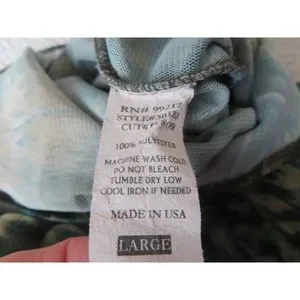 RN# 99217
MACHINE WASH COLD
DO NOT BLEACH
TUMBLE DRY LOW
COOL IRON IF NEEDED
MADE IN USA
LARGE
100% POLYESTER